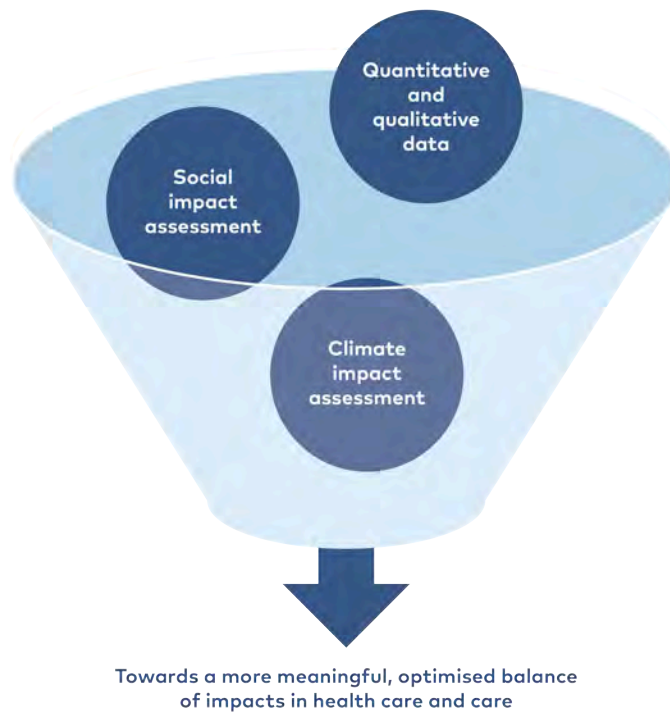 Quantitative
and
qualitative
data
Social
impact
assessment
Climate
impact
assessment
Towards a more meaningful, optimised balance
of impacts in health care and care